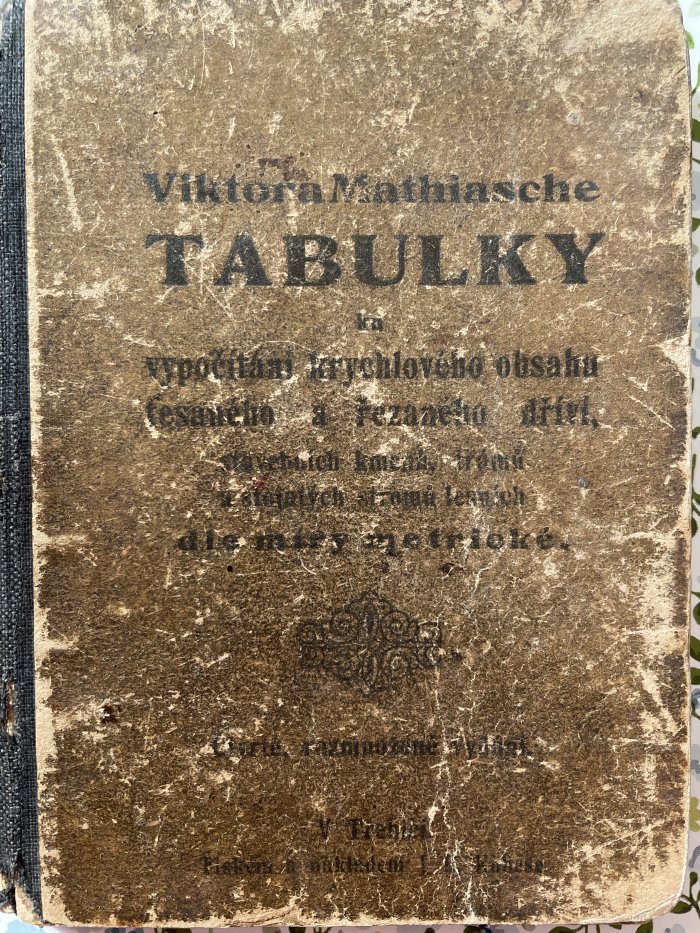 Viktora Mathiasche
TABULKY
ku
vypočítání krychlového obsahu
tesaného a řezaného dříví,
stavebních kmenů, trámů
a stojatých stromů lesních
dle míry metrické.
Čtvrté, rozmnožené vydání.
V Třebíči.
Tiskem a nákladem J.